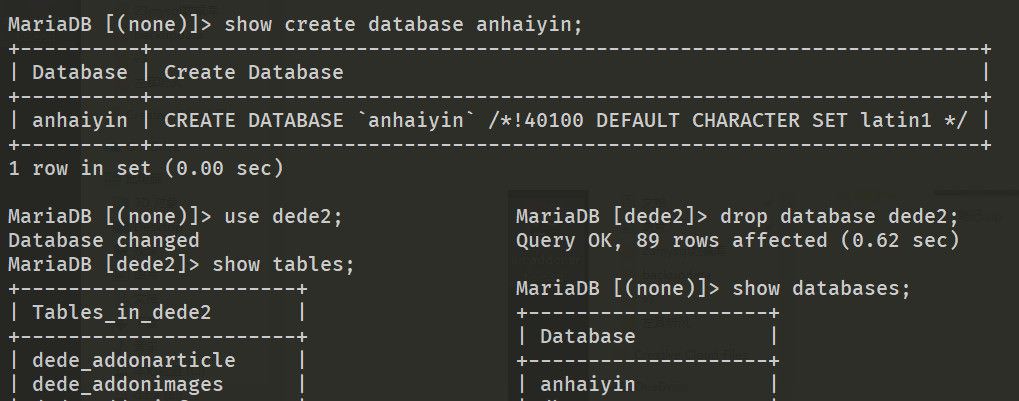 MariaDB [(none)]> show create database anhaiyin;
+----------+---------------------------------------------------------------------+
| Database | Create Database                                                     |
+----------+---------------------------------------------------------------------+
| anhaiyin | CREATE DATABASE `anhaiyin` /*!40100 DEFAULT CHARACTER SET latin1 */ |
+----------+---------------------------------------------------------------------+
1 row in set (0.00 sec)
MariaDB [(none)]> use dede2;
Database changed
MariaDB [dede2]> show tables;
+-----------------------+
| Tables_in_dede2       |
+-----------------------+
| dede_addonarticle     |
| dede_addonimages      |
MariaDB [dede2]> drop database dede2;
Query OK, 89 rows affected (0.62 sec)
MariaDB [(none)]> show databases;
+--------------------+
| Database           |
+--------------------+
| anhaiyin           |